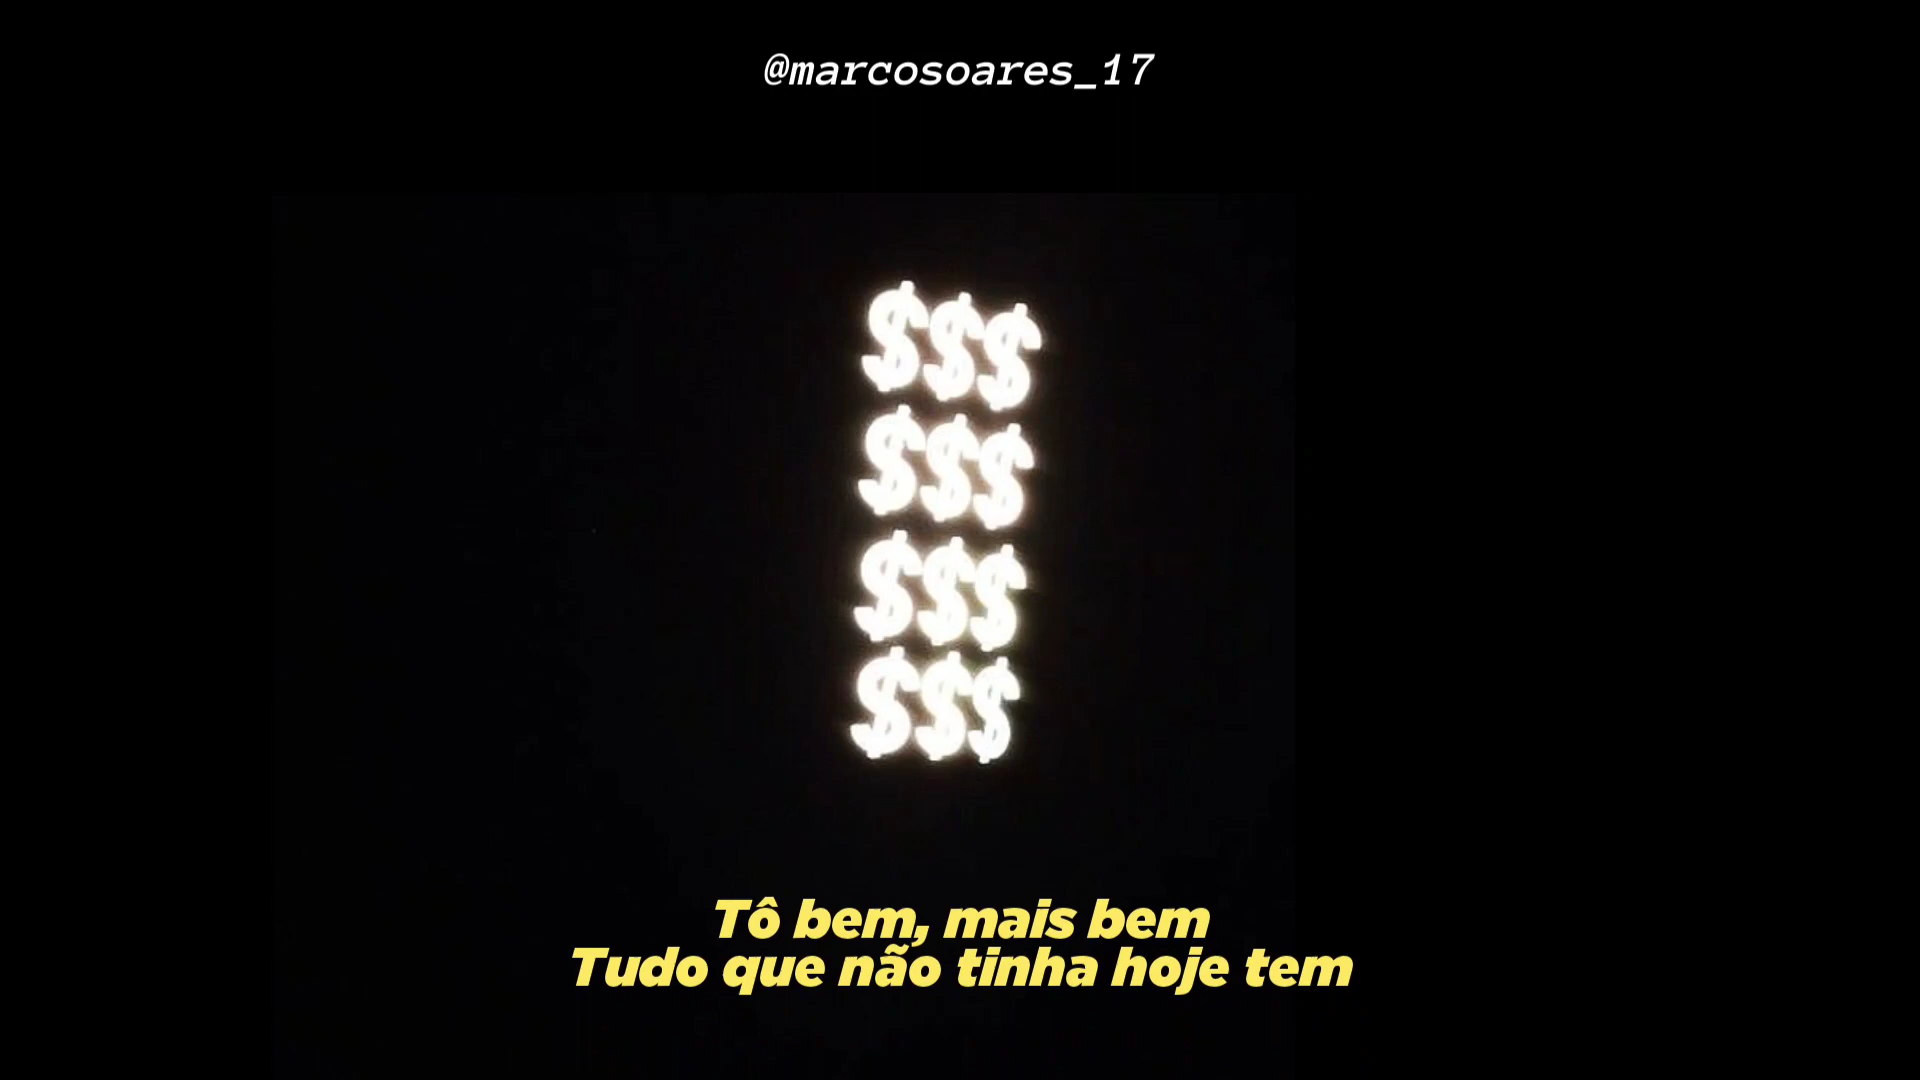 @marcosoares_17
$$$
$$$
$$$
$$$
Tô bem, mais bem
Tudo que não tinha hoje tem